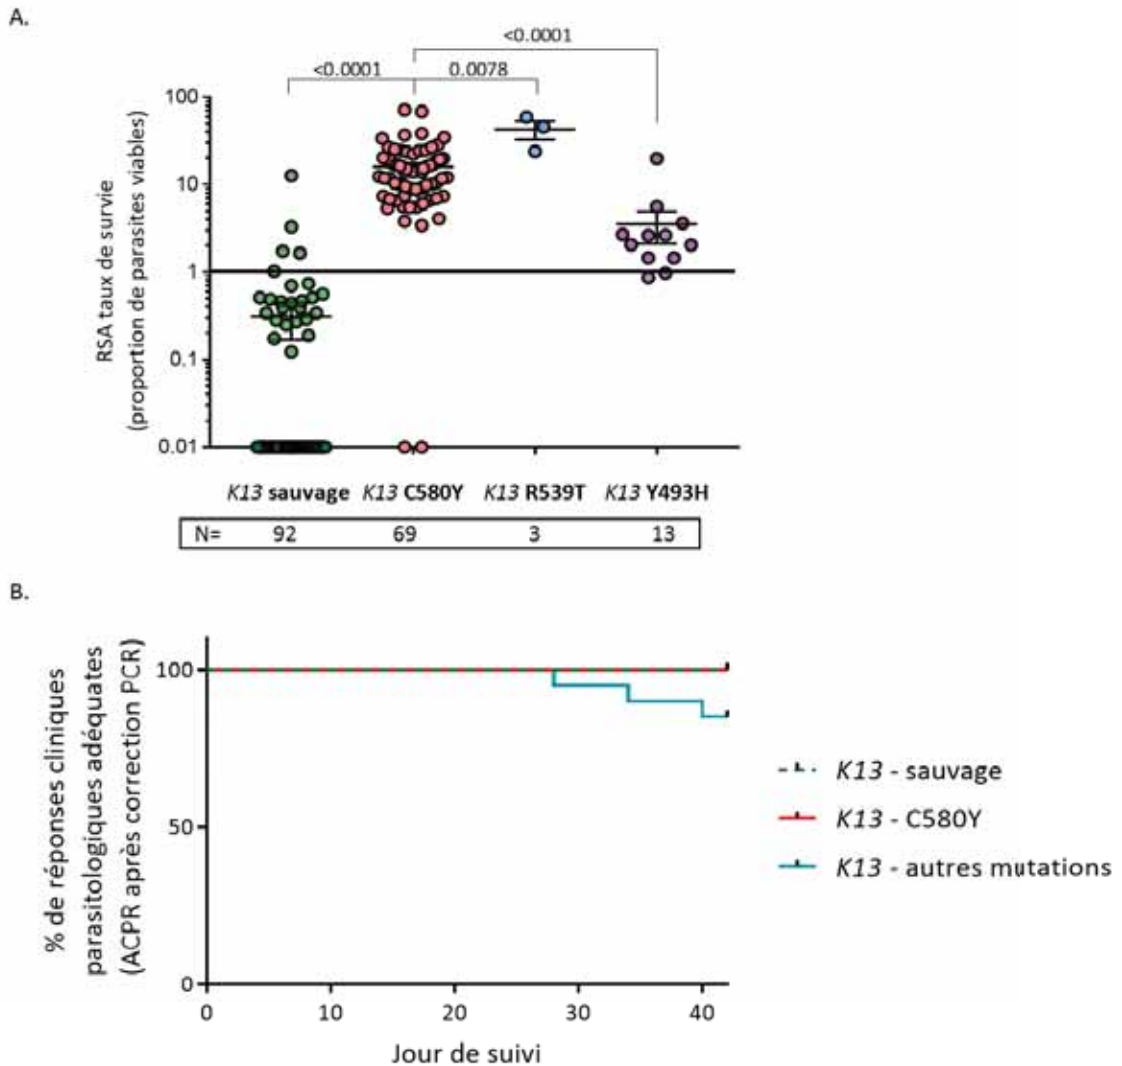 A.
<0.0001
<0.0001 0.0078
RSA taux de survie
(proportion de parasites viables)
100
10
1
0.1
0.01
K13 sauvage K13 C580Y K13 R539T K13 Y493H
N= 92 69 3 13
B.
% de réponses cliniques
parasitologiques adéquates
(ACPR après correction PCR)
100
50
0
0 10 20 30 40
Jour de suivi
K13 - sauvage
K13 - C580Y
K13 - autres mutations